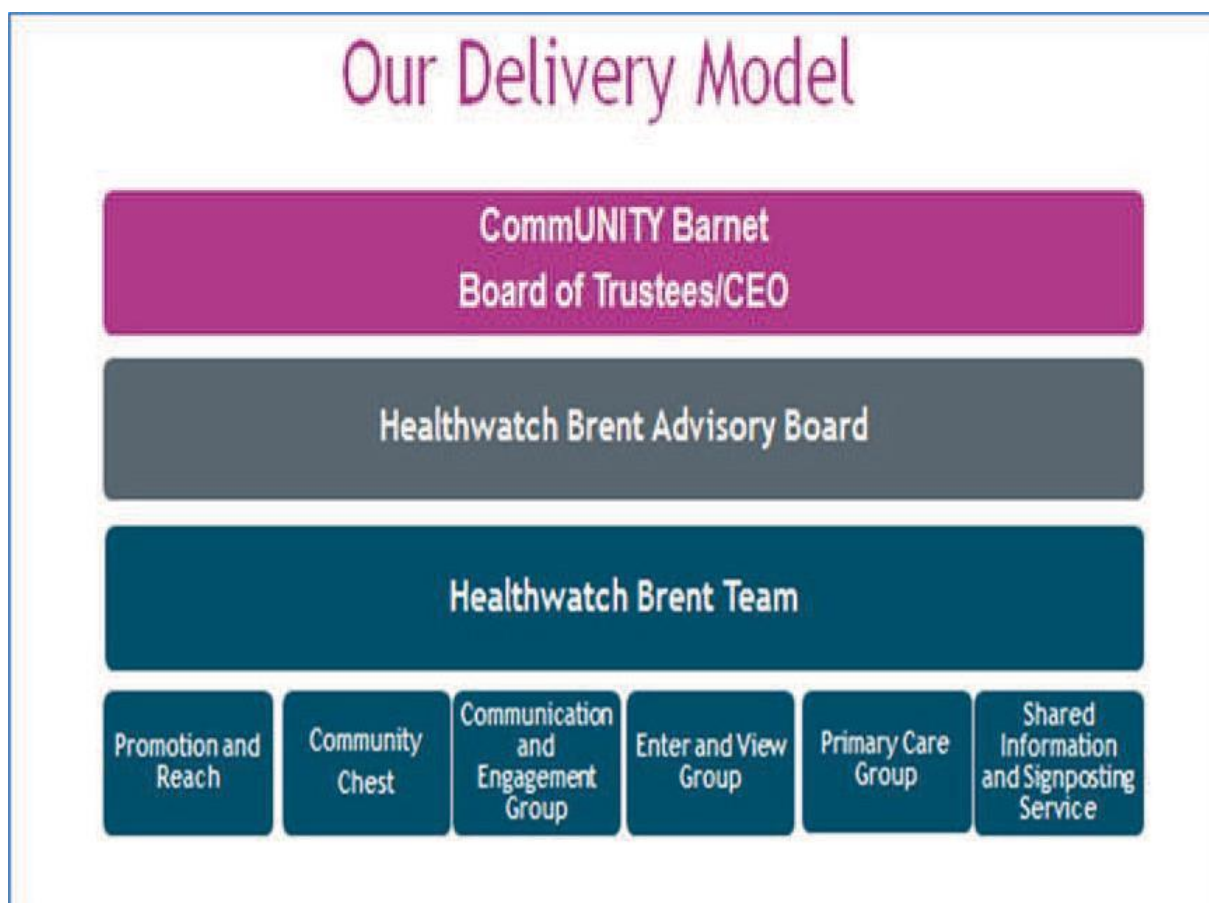 Our Delivery Model
CommUNITY Barnet
Board of Trustees/CEO
Healthwatch Brent Advisory Board
Healthwatch Brent Team
Promotion and
Reach
Community
Chest
Communication
and
Engagement
Group
Enter and View
Group
Primary Care
Group
Shared
Information
and Signposting
Service